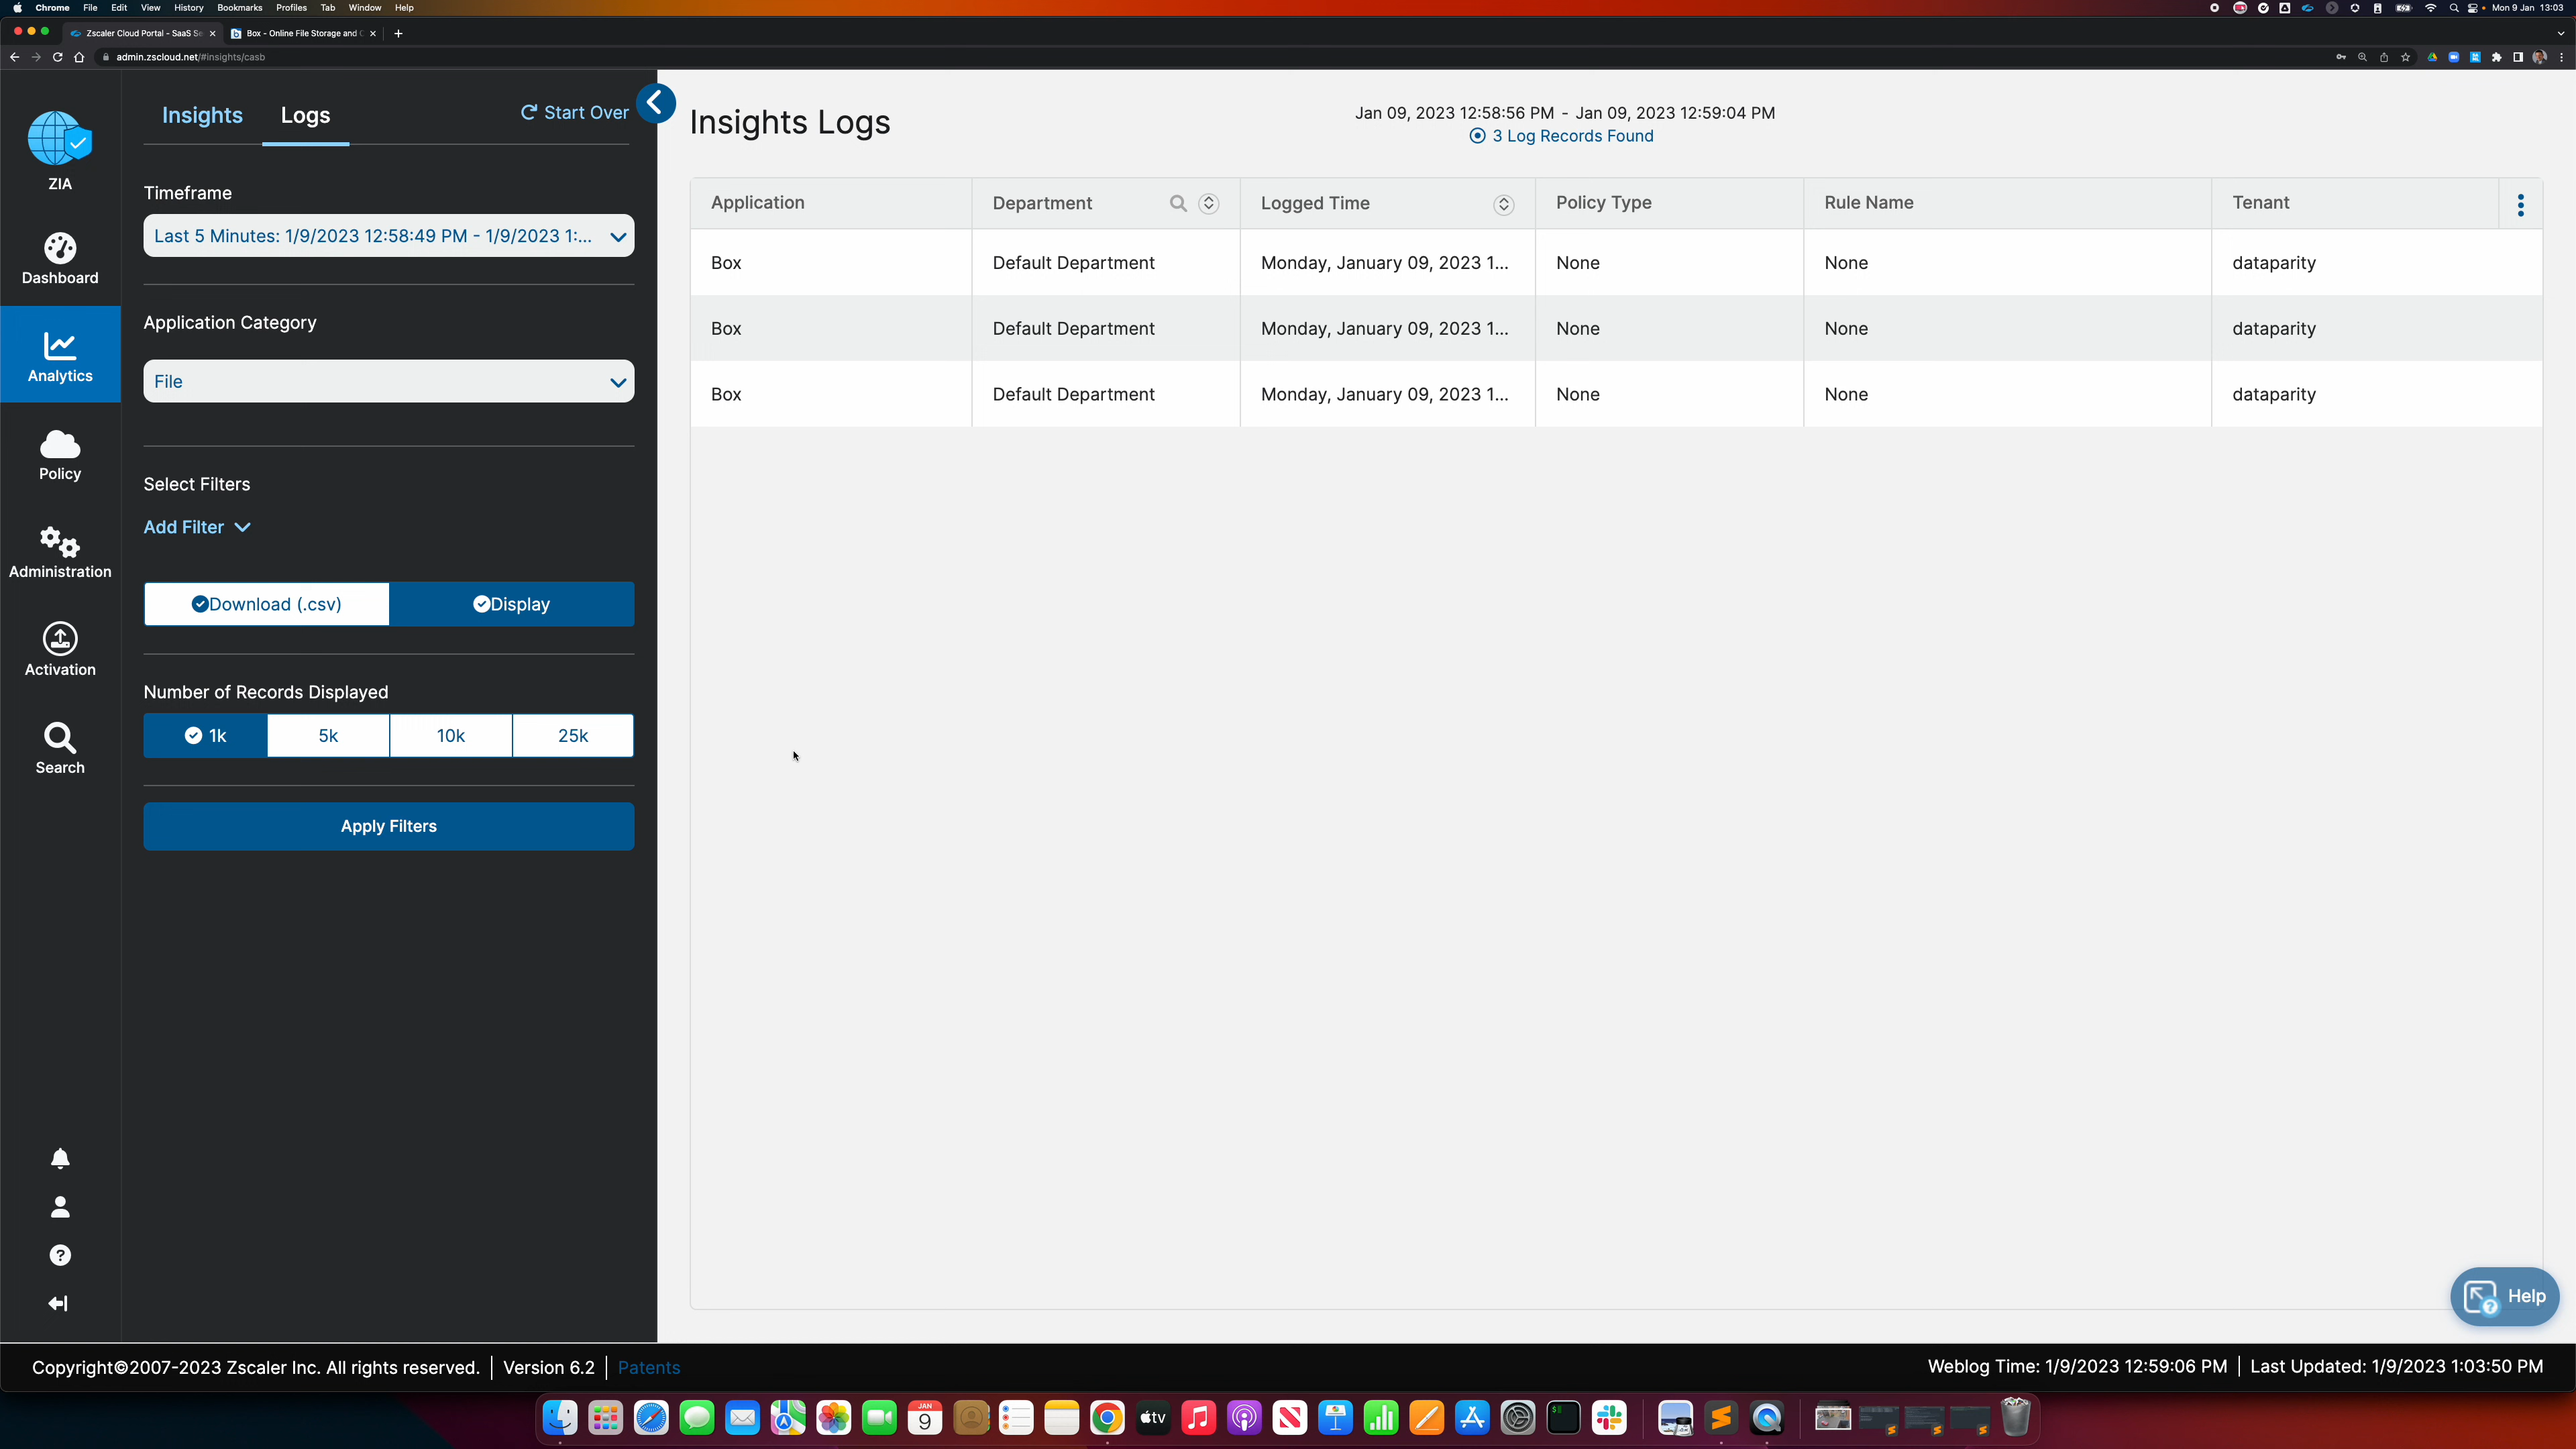 Chrome File Edit View History Bookmarks Profiles Tab Window Help Mon 9 Jan 13:03
Zscaler Cloud Portal - SaaS Se Box - Online File Storage and C
admin.zscloud.net/#insights/casb
ZIA
Dashboard
Analytics
Policy
Administration
Activation
Search
Insights Logs Start Over
Timeframe
Last 5 Minutes: 1/9/2023 12:58:49 PM - 1/9/2023 1:...
Application Category
File
Select Filters
Add Filter
Download (.csv) Display
Number of Records Displayed
1k 5k 10k 25k
Apply Filters
Insights Logs
Jan 09, 2023 12:58:56 PM - Jan 09, 2023 12:59:04 PM
3 Log Records Found
Application Department Logged Time Policy Type Rule Name Tenant
Box Default Department Monday, January 09, 2023 1... None None dataparity
Box Default Department Monday, January 09, 2023 1... None None dataparity
Box Default Department Monday, January 09, 2023 1... None None dataparity
Help
Copyright©2007-2023 Zscaler Inc. All rights reserved. | Version 6.2 | Patents
Weblog Time: 1/9/2023 12:59:06 PM | Last Updated: 1/9/2023 1:03:50 PM
JAN
9
tv